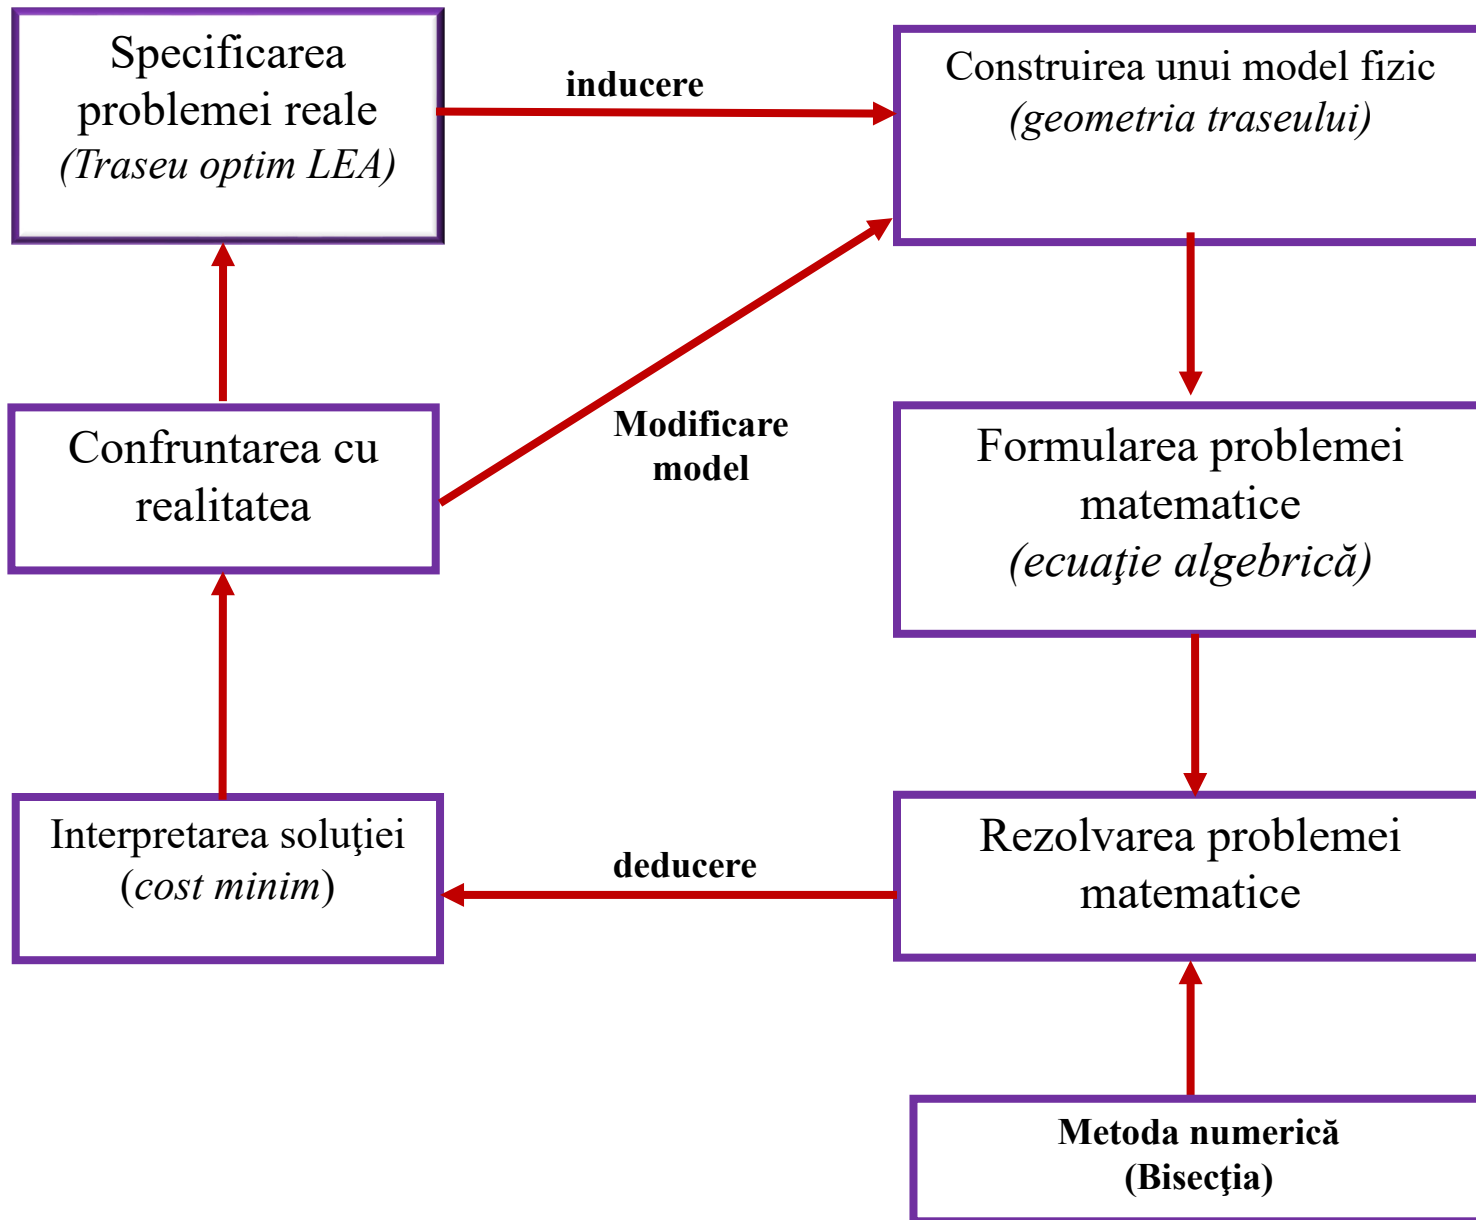 Specificarea
problemei reale
(Traseu optim LEA)
inducere
Construirea unui model fizic
(geometria traseului)
Confruntarea cu
realitatea
Modificare
model
Formularea problemei
matematice
(ecuaţie algebrică)
Interpretarea soluţiei
(cost minim)
deducere
Rezolvarea problemei
matematice
Metoda numerică
(Bisecţia)